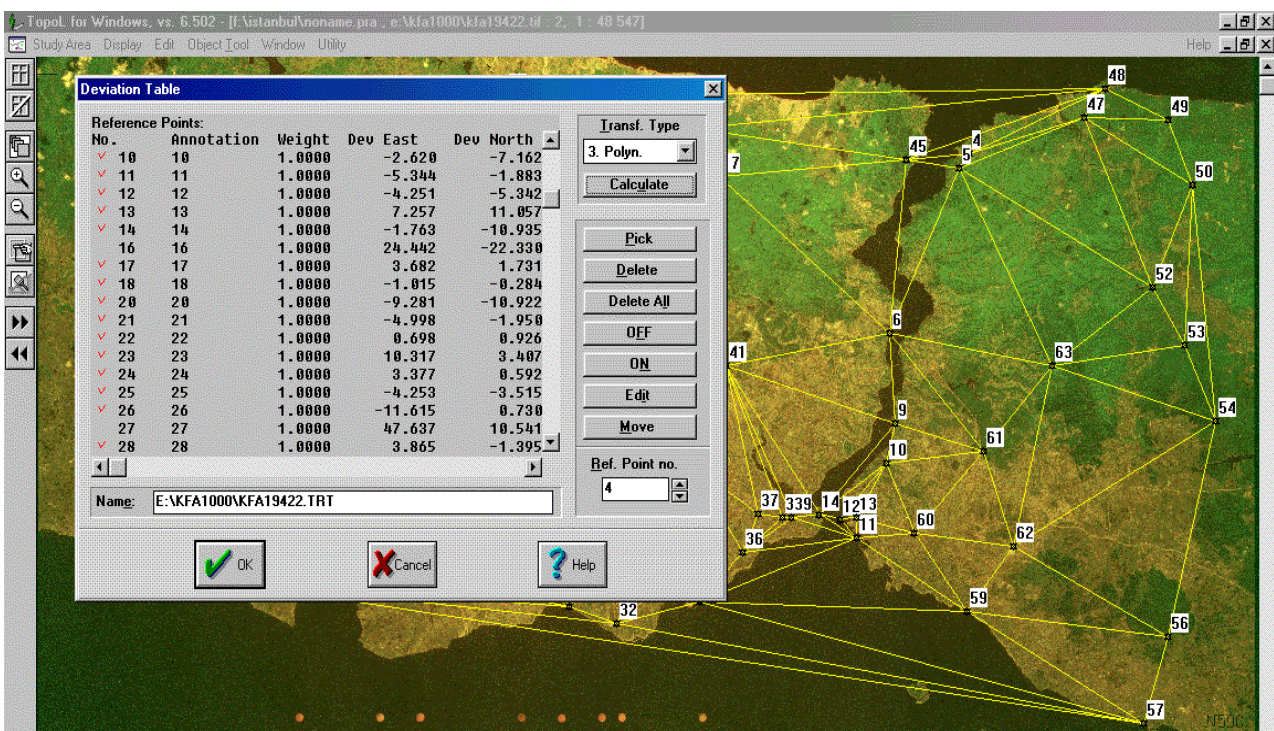 TopoL for Windows, vs. 6.502 - [f:\istanbul\noname.pra , e:\kfa1000\kfa19422.tif : 2, 1 : 48 547]
Study Area Display Edit Object Tool Window Utility Help
Deviation Table
Reference Points:
No. Annotation Weight Dev East Dev North
10 10 1.0000 -2.620 -7.162
11 11 1.0000 -5.344 -1.883
12 12 1.0000 -4.251 -5.342
13 13 1.0000 7.257 11.057
14 14 1.0000 -1.763 -10.935
16 16 1.0000 24.442 -22.330
17 17 1.0000 3.682 1.731
18 18 1.0000 -1.015 -0.284
20 20 1.0000 -9.281 -10.922
21 21 1.0000 -4.998 -1.950
22 22 1.0000 0.698 0.926
23 23 1.0000 10.317 3.407
24 24 1.0000 3.377 0.592
25 25 1.0000 -4.253 -3.515
26 26 1.0000 -11.615 0.730
27 27 1.0000 47.637 10.541
28 28 1.0000 3.865 -1.395
Name: E:\KFA1000\KFA19422.TRT
Transf. Type
3. Polyn.
Calculate
Pick
Delete
Delete All
OFF
ON
Edit
Move
Ref. Point no.
4
OK
Cancel
Help
48
47
49
4
45
5
7
50
52
6
53
41
63
54
9
61
10
37
339
14
12
13
11
60
36
62
59
32
56
57